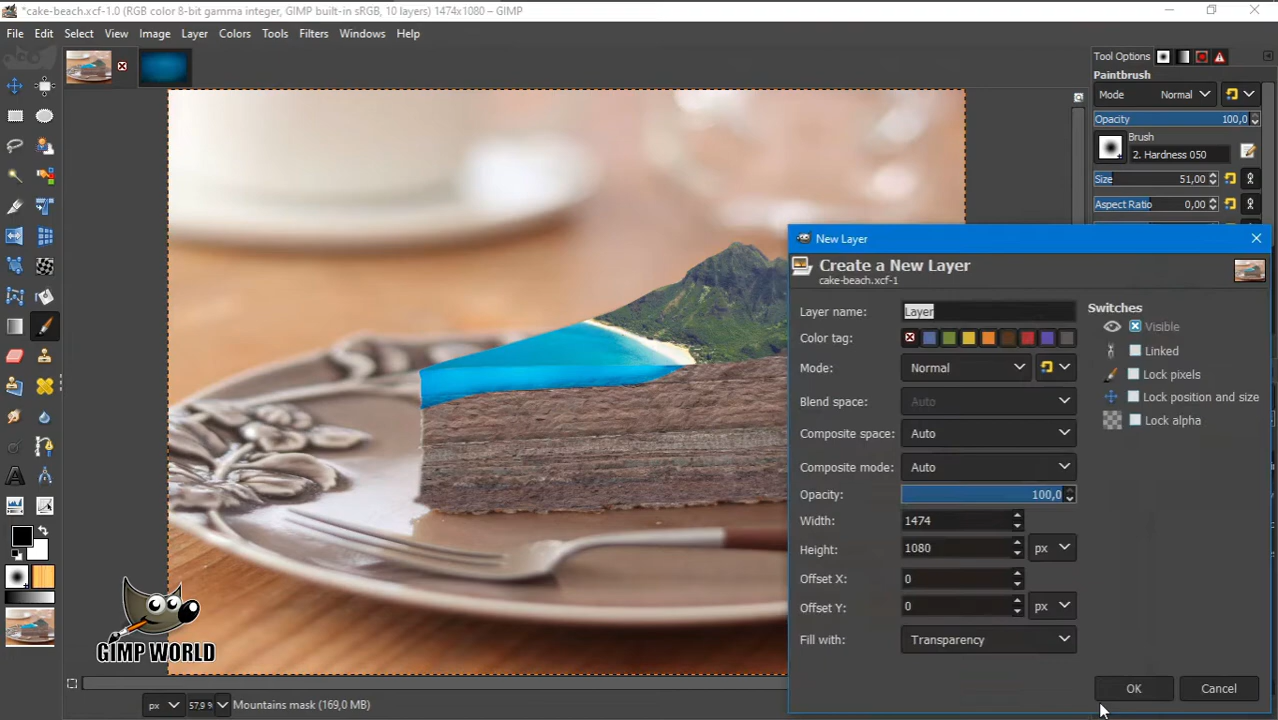 *cake-beach.xcf-1.0 (RGB color 8-bit gamma integer, GIMP built-in sRGB, 10 layers) 1474x1080 – GIMP
File Edit Select View Image Layer Colors Tools Filters Windows Help
Tool Options
Paintbrush
Mode Normal
Opacity 100,0
Brush
2. Hardness 050
Size 51,00
Aspect Ratio 0,00
New Layer
Create a New Layer
cake-beach.xcf-1
Layer name: Layer
Color tag:
Mode: Normal
Blend space: Auto
Composite space: Auto
Composite mode: Auto
Opacity: 100,0
Width: 1474
Height: 1080 px
Offset X: 0
Offset Y: 0 px
Fill with: Transparency
Switches
Visible
Linked
Lock pixels
Lock position and size
Lock alpha
OK Cancel
GIMP WORLD
px 57,9 % Mountains mask (169,0 MB)